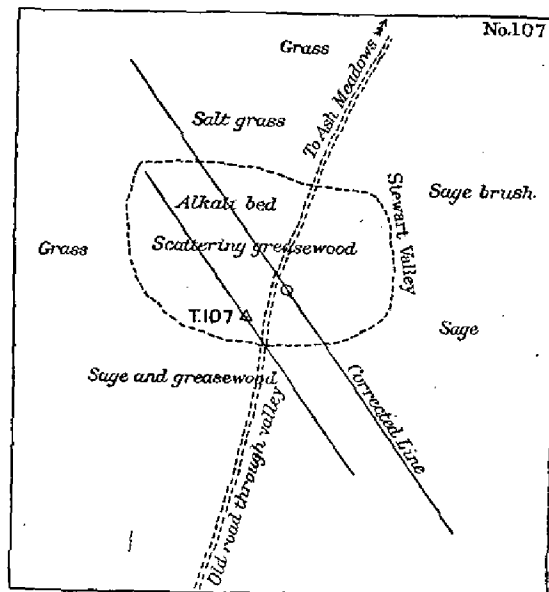 No.107
Grass
To Ash Meadows
Salt grass
Sage brush.
Alkali bed
Stewart Valley
Grass
Scattering greasewood
T.107
Sage
Sage and greasewood
Corrected Line
Old road through valley